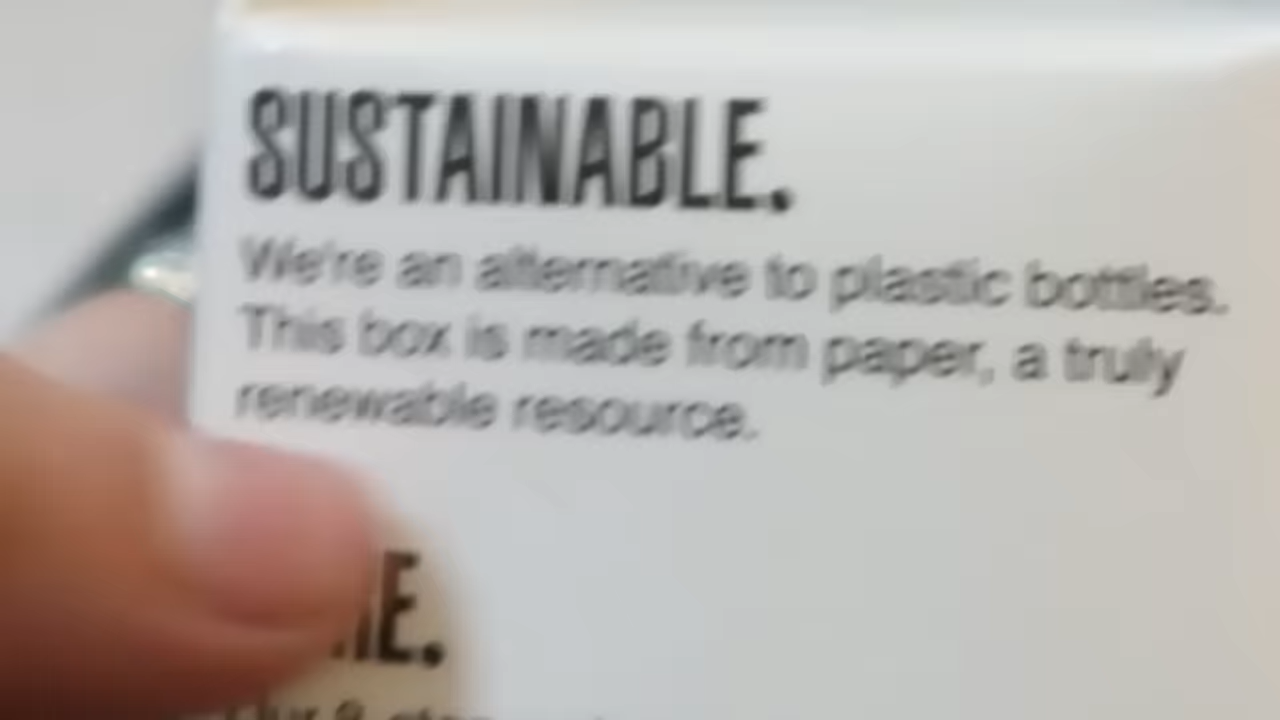 SUSTAINABLE.
We're an alternative to plastic bottles.
This box is made from paper, a truly
renewable resource.